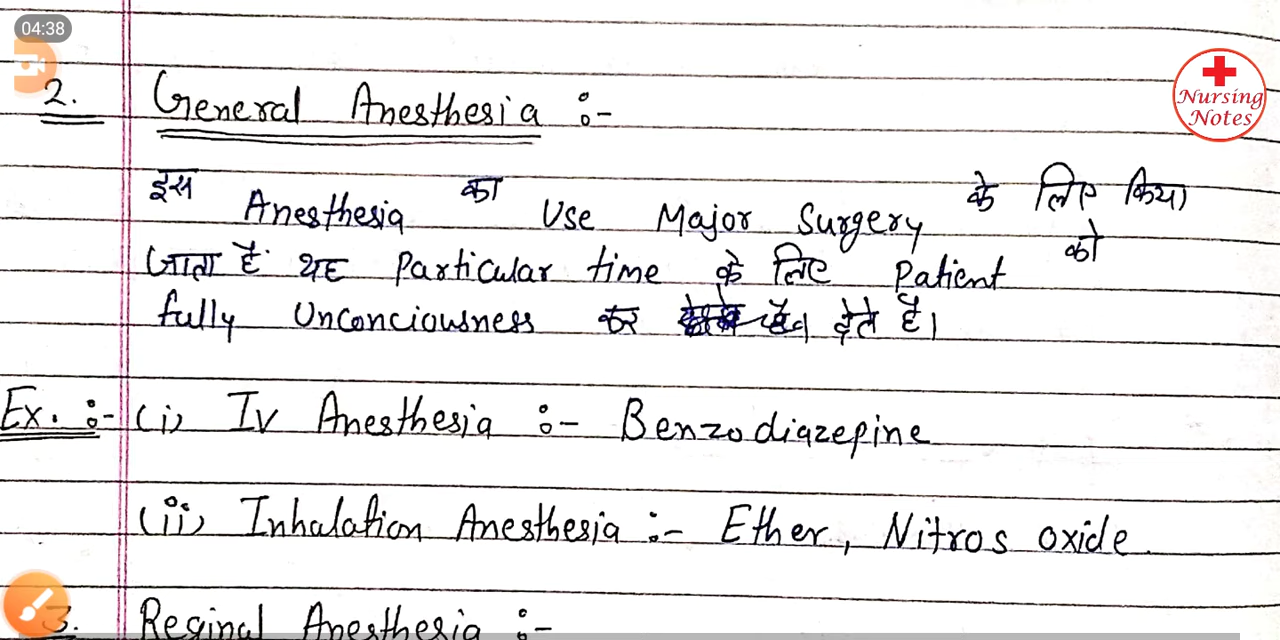 04:38
Nursing
Notes
2. General Anesthesia :-
इस Anesthesia का Use Major Surgery के लिए किया
जाता है यह Particular time के लिए Patient को
fully Unconciousness कर देते है।
Ex. :- (i) IV Anesthesia :- Benzodiazepine
(ii) Inhalation Anesthesia :- Ether, Nitros oxide.
3. Reginal Anesthesia :-